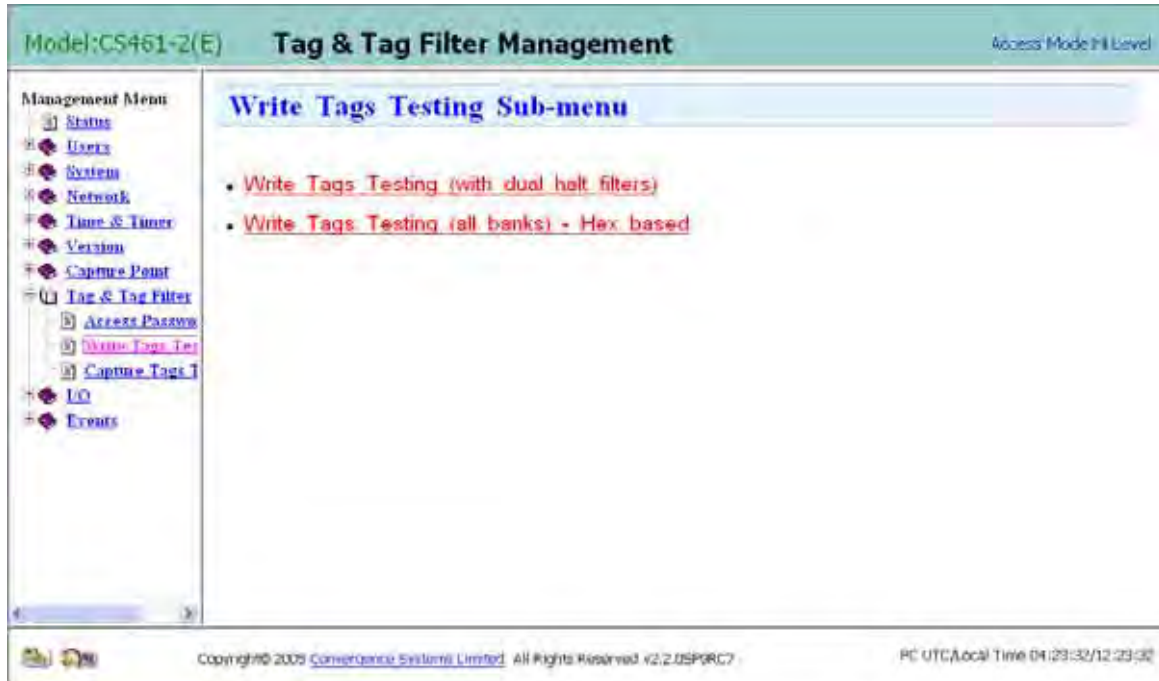 Model:CS461-2(E)
Tag & Tag Filter Management
Access Mode Hi Level
Management Menu
Status
Users
System
Network
Time & Timer
Version
Capture Point
Tag & Tag Filter
Access Passwo
Write Tags Tes
Capture Tags T
I/O
Events
Write Tags Testing Sub-menu
• Write Tags Testing (with dual halt filters)
• Write Tags Testing (all banks) - Hex based
Copyright© 2005 Convergence Systems Limited All Rights Reserved
PC UTC/Local Time 04:23:32/12:23:32